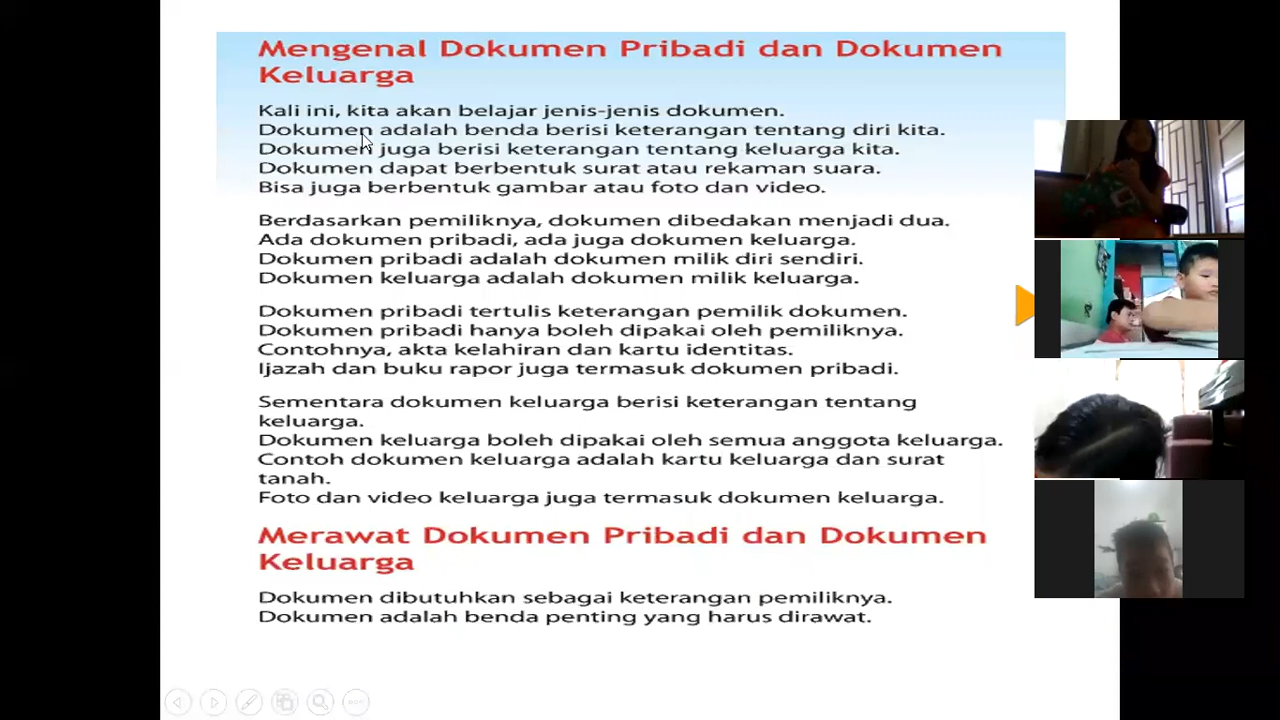 Mengenal Dokumen Pribadi dan Dokumen
Keluarga
Kali ini, kita akan belajar jenis-jenis dokumen.
Dokumen adalah benda berisi keterangan tentang diri kita.
Dokumen juga berisi keterangan tentang keluarga kita.
Dokumen dapat berbentuk surat atau rekaman suara.
Bisa juga berbentuk gambar atau foto dan video.
Berdasarkan pemiliknya, dokumen dibedakan menjadi dua.
Ada dokumen pribadi, ada juga dokumen keluarga.
Dokumen pribadi adalah dokumen milik diri sendiri.
Dokumen keluarga adalah dokumen milik keluarga.
Dokumen pribadi tertulis keterangan pemilik dokumen.
Dokumen pribadi hanya boleh dipakai oleh pemiliknya.
Contohnya, akta kelahiran dan kartu identitas.
Ijazah dan buku rapor juga termasuk dokumen pribadi.
Sementara dokumen keluarga berisi keterangan tentang
keluarga.
Dokumen keluarga boleh dipakai oleh semua anggota keluarga.
Contoh dokumen keluarga adalah kartu keluarga dan surat
tanah.
Foto dan video keluarga juga termasuk dokumen keluarga.
Merawat Dokumen Pribadi dan Dokumen
Keluarga
Dokumen dibutuhkan sebagai keterangan pemiliknya.
Dokumen adalah benda penting yang harus dirawat.